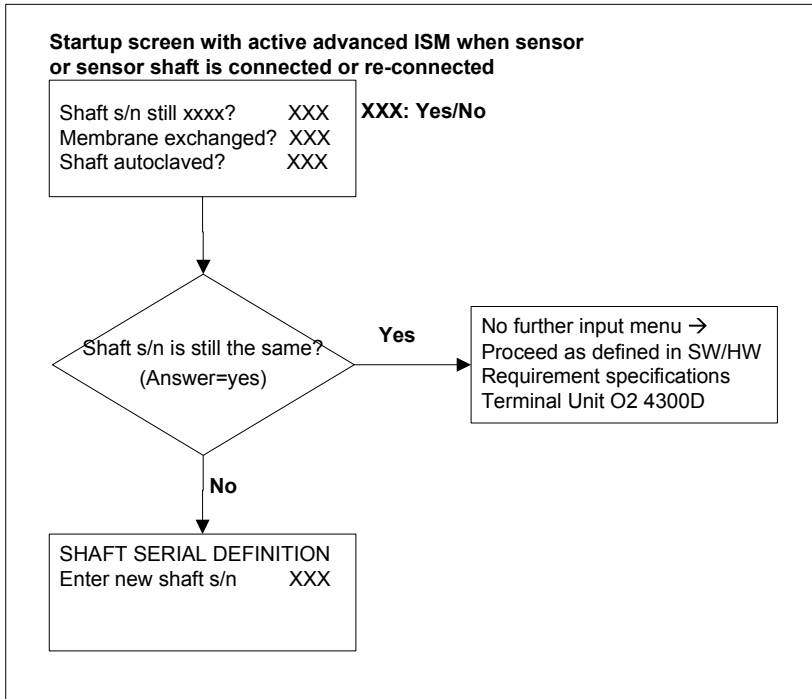 Startup screen with active advanced ISM when sensor
or sensor shaft is connected or re-connected
Shaft s/n still xxxx? XXX
Membrane exchanged? XXX
Shaft autoclaved? XXX
XXX: Yes/No
Shaft s/n is still the same?
(Answer=yes)
Yes
No further input menu →
Proceed as defined in SW/HW
Requirement specifications
Terminal Unit O2 4300D
No
SHAFT SERIAL DEFINITION
Enter new shaft s/n XXX